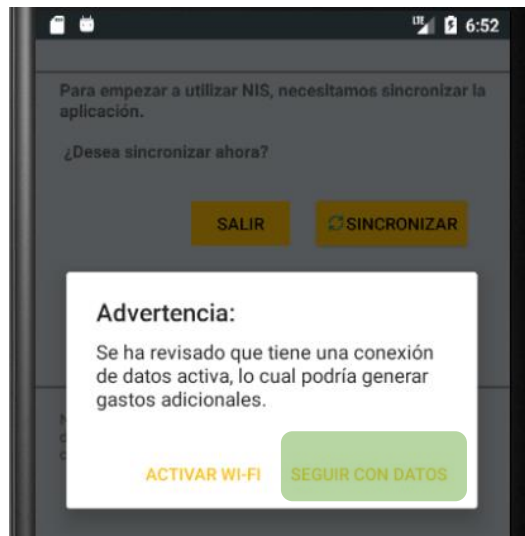 LTE 6:52
Para empezar a utilizar NIS, necesitamos sincronizar la
aplicación.
¿Desea sincronizar ahora?
SALIR SINCRONIZAR
Advertencia:
Se ha revisado que tiene una conexión
de datos activa, lo cual podría generar
gastos adicionales.
ACTIVAR WI-FI SEGUIR CON DATOS